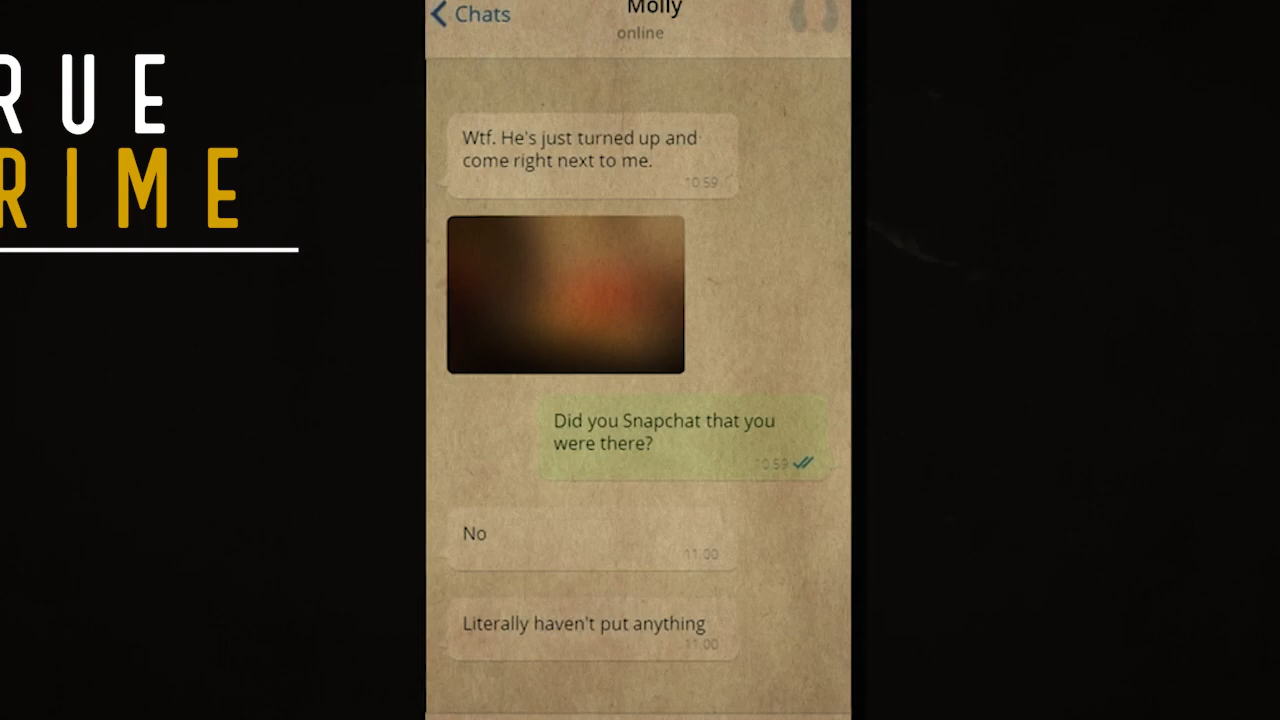 RUE
RIME
Chats
Molly
online
Wtf. He's just turned up and
come right next to me.
10:59
Did you Snapchat that you
were there?
10:59
No
11:00
Literally haven't put anything
11:00